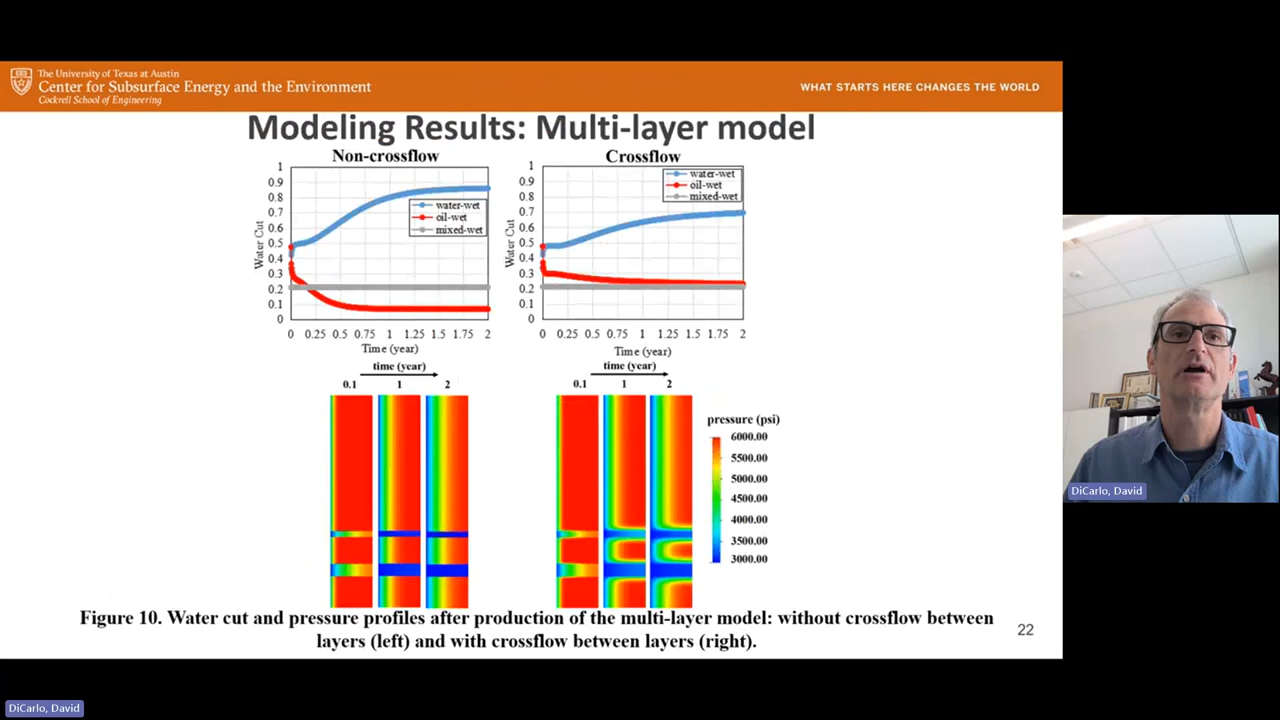 The University of Texas at Austin
Center for Subsurface Energy and the Environment
Cockrell School of Engineering
WHAT STARTS HERE CHANGES THE WORLD
Modeling Results: Multi-layer model
Non-crossflow
Crossflow
1
0.9
0.8
0.7
0.6
0.5
0.4
0.3
0.2
0.1
0
Water Cut
water-wet
oil-wet
mixed-wet
0 0.25 0.5 0.75 1 1.25 1.5 1.75 2
Time (year)
1
0.9
0.8
0.7
0.6
0.5
0.4
0.3
0.2
0.1
0
Water Cut
water-wet
oil-wet
mixed-wet
0 0.25 0.5 0.75 1 1.25 1.5 1.75 2
Time (year)
time (year)
0.1 1 2
time (year)
0.1 1 2
pressure (psi)
6000.00
5500.00
5000.00
4500.00
4000.00
3500.00
3000.00
Figure 10. Water cut and pressure profiles after production of the multi-layer model: without crossflow between
layers (left) and with crossflow between layers (right).
22
DiCarlo, David
DiCarlo, David